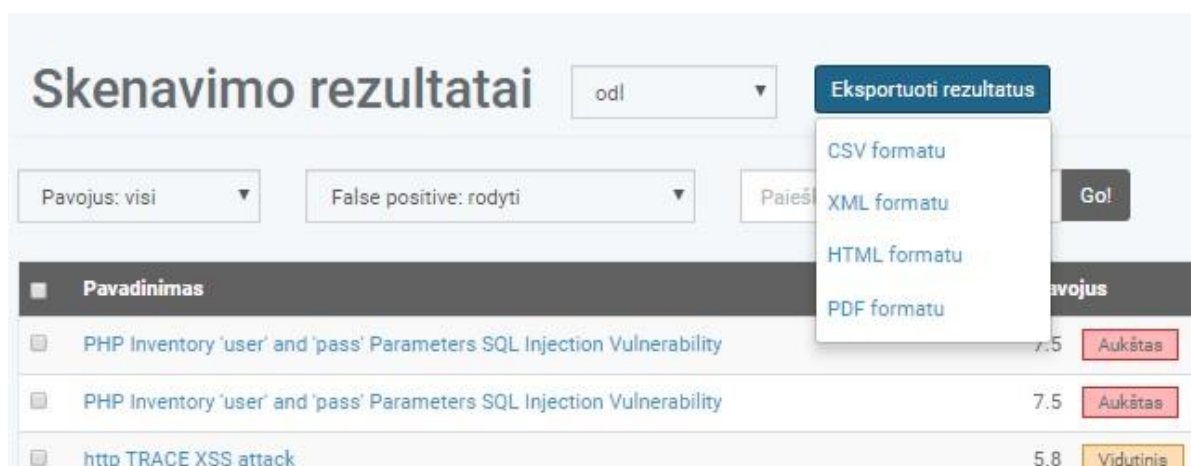 Skenavimo rezultatai odl Eksportuoti rezultatus
CSV formatu
Pavojus: visi False positive: rodyti XML formatu Go!
HTML formatu
Pavadinimas
PDF formatu
PHP Inventory 'user' and 'pass' Parameters SQL Injection Vulnerability 7.5 Aukštas
PHP Inventory 'user' and 'pass' Parameters SQL Injection Vulnerability 7.5 Aukštas
http TRACE XSS attack 5.8 Vidutinis